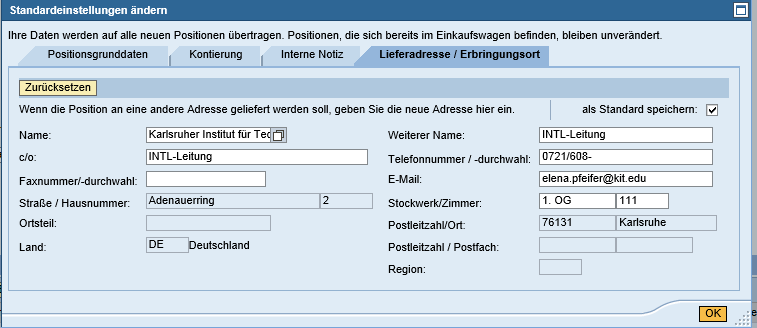 Standardeinstellungen ändern
Ihre Daten werden auf alle neuen Positionen übertragen. Positionen, die sich bereits im Einkaufswagen befinden, bleiben unverändert.
Positionsgrunddaten Kontierung Interne Notiz Lieferadresse / Erbringungsort
Zurücksetzen
Wenn die Position an eine andere Adresse geliefert werden soll, geben Sie die neue Adresse hier ein. als Standard speichern:
Name: Karlsruher Institut für Tec Weiterer Name: INTL-Leitung
c/o: INTL-Leitung Telefonnummer / -durchwahl: 0721/608-
Faxnummer/-durchwahl: E-Mail: elena.pfeifer@kit.edu
Straße / Hausnummer: Adenauerring 2 Stockwerk/Zimmer: 1. OG 111
Ortsteil: Postleitzahl/Ort: 76131 Karlsruhe
Land: DE Deutschland Postleitzahl / Postfach:
Region:
OK